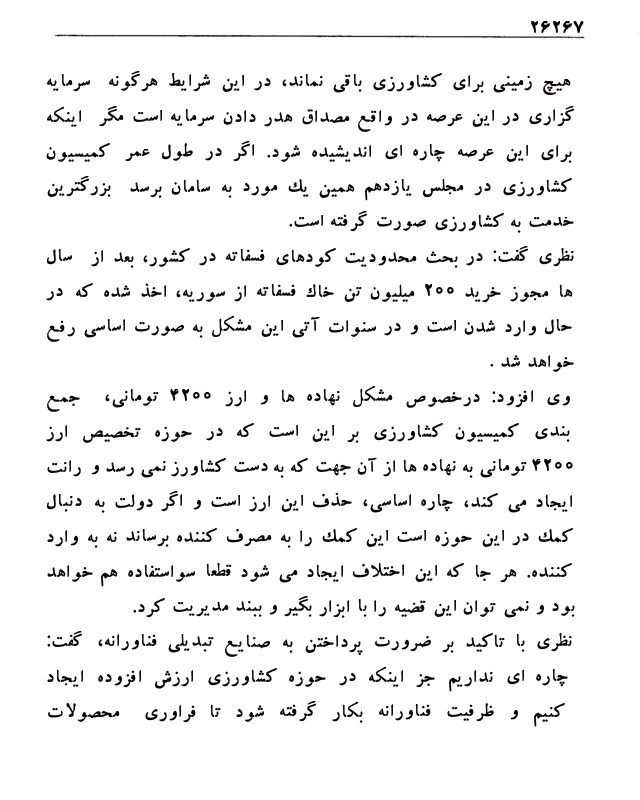 ۲۶۲۶۷
هیچ زمینی برای کشاورزی باقی نماند، در این شرایط هرگونه سرمایه
گزاری در این عرصه در واقع مصداق هدر دادن سرمایه است مگر اینکه
برای این عرصه چاره ای اندیشیده شود. اگر در طول عمر کمیسیون
کشاورزی در مجلس یازدهم همین یك مورد به سامان برسد بزرگترین
خدمت به کشاورزی صورت گرفته است.
نظری گفت: در بحث محدودیت کودهای فسفاته در کشور، بعد از سال
ها مجوز خرید ۲۰۰ میلیون تن خاك فسفاته از سوریه، اخذ شده که در
حال وارد شدن است و در سنوات آتی این مشکل به صورت اساسی رفع
خواهد شد .
وی افزود: درخصوص مشکل نهاده ها و ارز ۴۲۰۰ تومانی، جمع
بندی کمیسیون کشاورزی بر این است که در حوزه تخصیص ارز
۴۲۰۰ تومانی به نهاده ها از آن جهت که به دست کشاورز نمی رسد و رانت
ایجاد می کند، چاره اساسی، حذف این ارز است و اگر دولت به دنبال
کمك در این حوزه است این کمك را به مصرف کننده برساند نه به وارد
کننده. هر جا که این اختلاف ایجاد می شود قطعا سواستفاده هم خواهد
بود و نمی توان این قضیه را با ابزار بگیر و ببند مدیریت کرد.
نظری با تاکید بر ضرورت پرداختن به صنایع تبدیلی فناورانه، گفت:
چاره ای نداریم جز اینکه در حوزه کشاورزی ارزش افزوده ایجاد
کنیم و ظرفیت فناورانه بکار گرفته شود تا فراوری محصولات